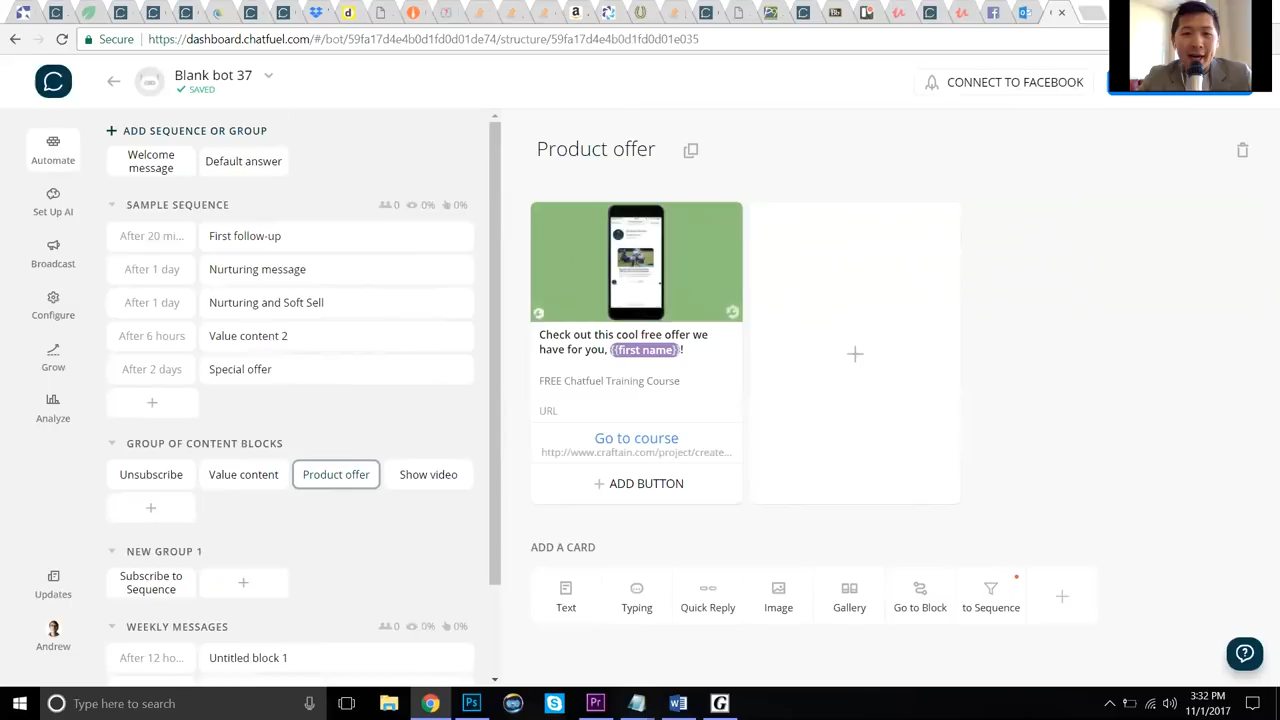 Secure
https://dashboard.chatfuel.com/#/bot/59fa17d4e4b0d1fd0d01de74/structure/59fa17d4e4b0d1fd0d01e035
Blank bot 37
SAVED
CONNECT TO FACEBOOK
Automate
Set Up AI
Broadcast
Configure
Grow
Analyze
Updates
Andrew
ADD SEQUENCE OR GROUP
Welcome
message
Default answer
SAMPLE SEQUENCE 0 0% 0%
After 20 mi... First follow-up
After 1 day Nurturing message
After 1 day Nurturing and Soft Sell
After 6 hours Value content 2
After 2 days Special offer
GROUP OF CONTENT BLOCKS
Unsubscribe Value content Product offer Show video
NEW GROUP 1
Subscribe to
Sequence
WEEKLY MESSAGES 0 0% 0%
After 12 ho... Untitled block 1
Product offer
Check out this cool free offer we
have for you, {{first name}}!
FREE Chatfuel Training Course
URL
Go to course
http://www.craftain.com/project/create...
ADD BUTTON
ADD A CARD
Text Typing Quick Reply Image Gallery Go to Block to Sequence
Type here to search
3:32 PM
11/1/2017